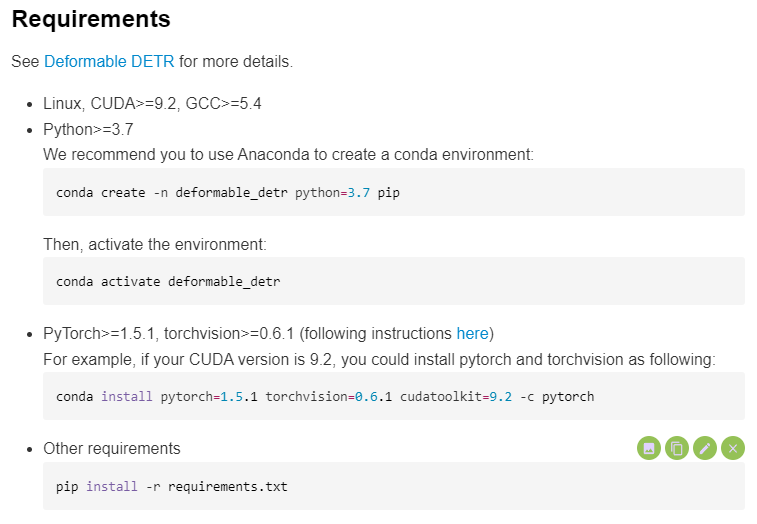 Requirements
See Deformable DETR for more details.
• Linux, CUDA>=9.2, GCC>=5.4
• Python>=3.7
We recommend you to use Anaconda to create a conda environment:
conda create -n deformable_detr python=3.7 pip
Then, activate the environment:
conda activate deformable_detr
• PyTorch>=1.5.1, torchvision>=0.6.1 (following instructions here)
For example, if your CUDA version is 9.2, you could install pytorch and torchvision as following:
conda install pytorch=1.5.1 torchvision=0.6.1 cudatoolkit=9.2 -c pytorch
• Other requirements
pip install -r requirements.txt